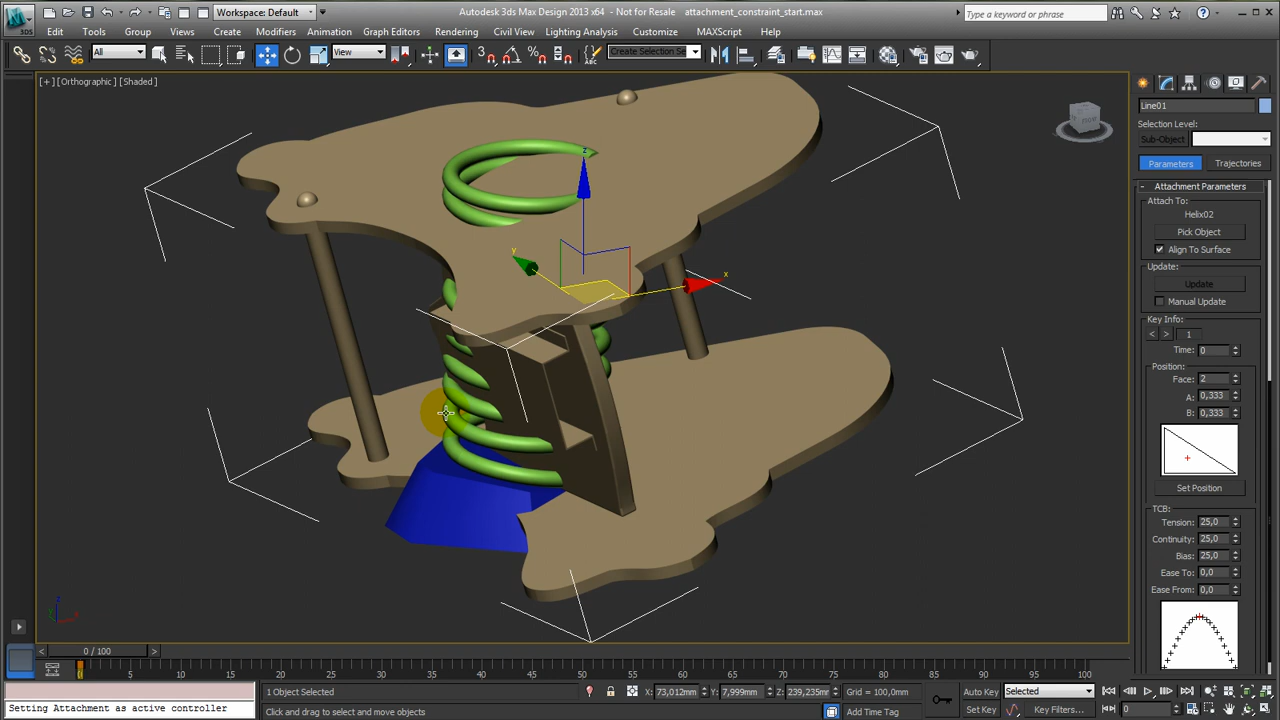 Workspace: Default
Autodesk 3ds Max Design 2013 x64 - Not for Resale attachment_constraint_start.max
Type a keyword or phrase
3DS
Edit Tools Group Views Create Modifiers Animation Graph Editors Rendering Civil View Lighting Analysis Customize MAXScript Help
All View Create Selection Se
[+] [Orthographic] [Shaded]
z
y
x
Line01
Selection Level:
Sub-Object
Parameters Trajectories
- Attachment Parameters
Attach To:
Helix02
Pick Object
Align To Surface
Update:
Update
Manual Update
Key Info:
< > 1
Time: 0
Position:
Face: 2
A: 0,333
B: 0,333
Set Position
TCB:
Tension: 25,0
Continuity: 25,0
Bias: 25,0
Ease To: 0,0
Ease From: 0,0
< 0 / 100 >
5 10 15 20 25 30 35 40 45 50 55 60 65 70 75 80 85 90 95 100
1 Object Selected X: 73,012mm Y: 7,999mm Z: 239,235mm Grid = 100,0mm Auto Key Selected
Setting Attachment as active controller Click and drag to select and move objects Add Time Tag Set Key Key Filters... 0